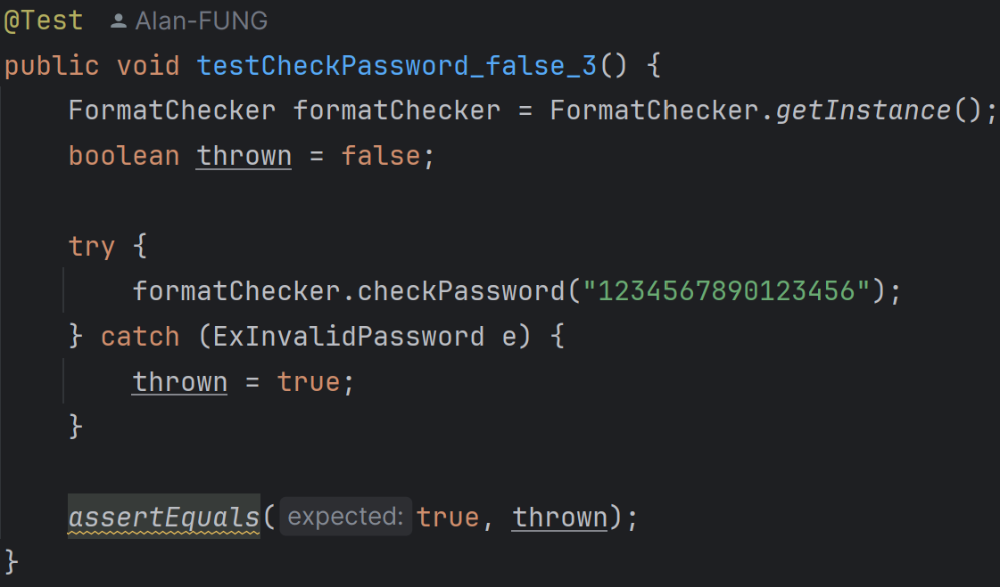 @Test Alan-FUNG
public void testCheckPassword_false_3() {
FormatChecker formatChecker = FormatChecker.getInstance();
boolean thrown = false;
try {
formatChecker.checkPassword("1234567890123456");
} catch (ExInvalidPassword e) {
thrown = true;
}
assertEquals( expected: true, thrown);
}